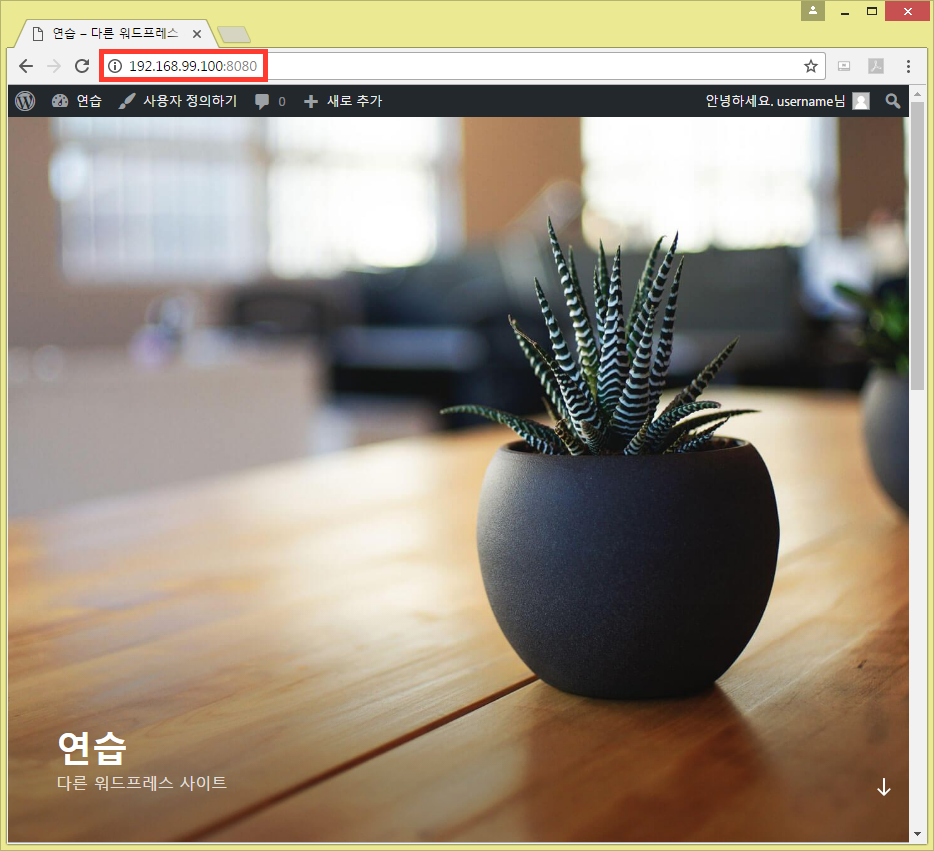 연습 – 다른 워드프레스
192.168.99.100:8080
연습 사용자 정의하기 0 새로 추가 안녕하세요. username님
연습
다른 워드프레스 사이트